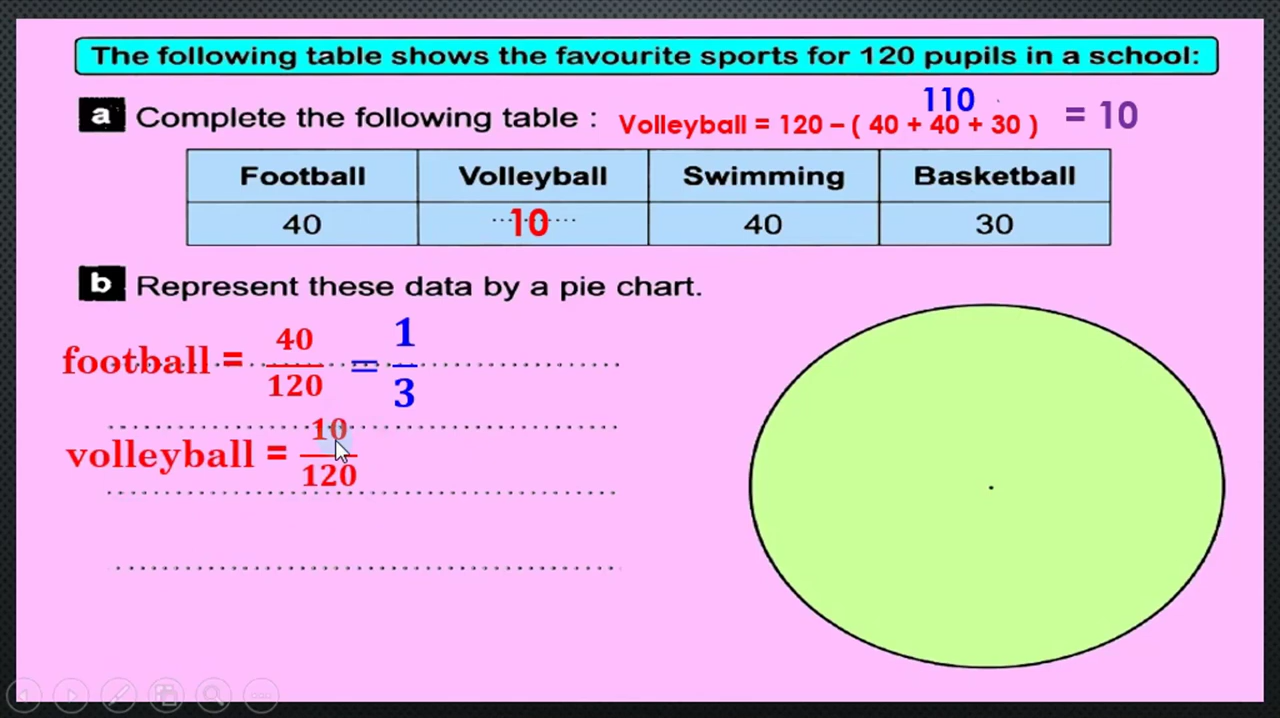 The following table shows the favourite sports for 120 pupils in a school:
a Complete the following table :
110
Volleyball = 120 – ( 40 + 40 + 30 ) = 10
Football Volleyball Swimming Basketball
40 10 40 30
b Represent these data by a pie chart.
football = 40/120 = 1/3
volleyball = 10/120